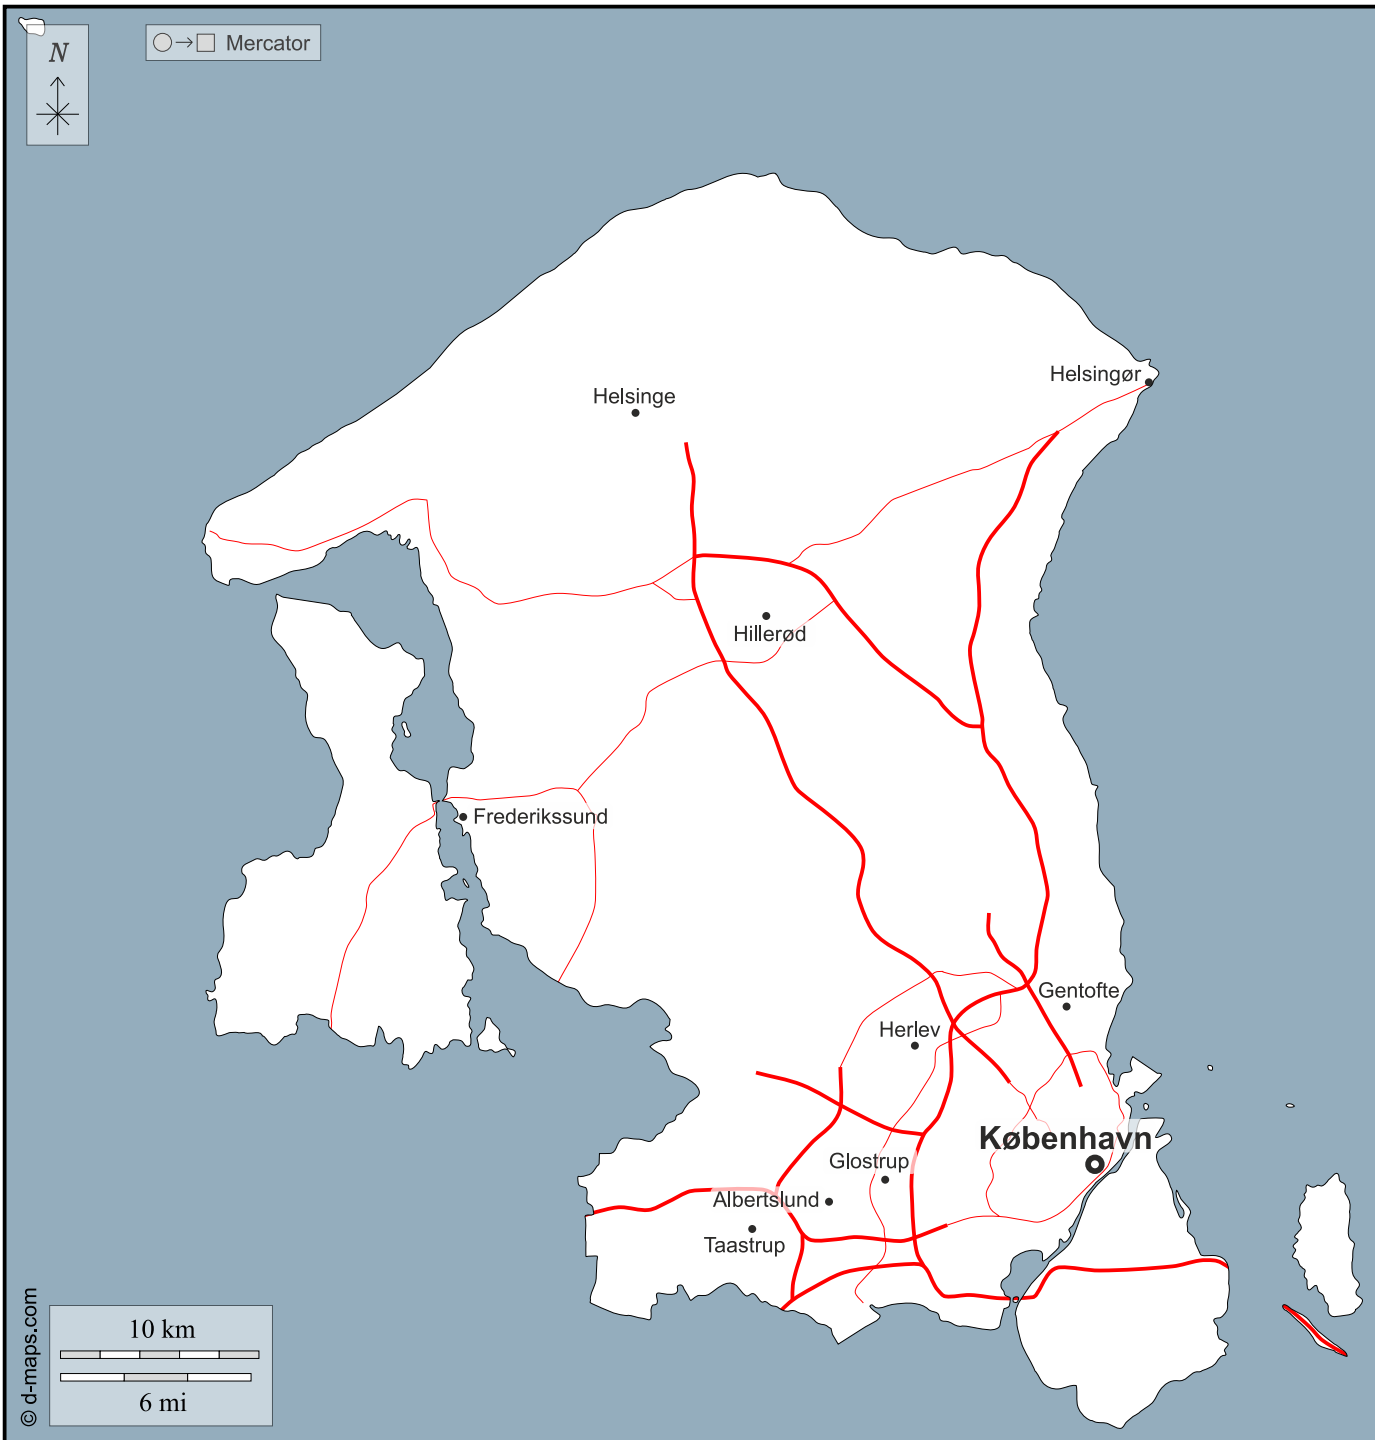 N
Mercator
Helsingør
Helsinge
Hillerød
Frederikssund
Gentofte
Herlev
København
Glostrup
Albertslund
Taastrup
10 km
6 mi
© d-maps.com